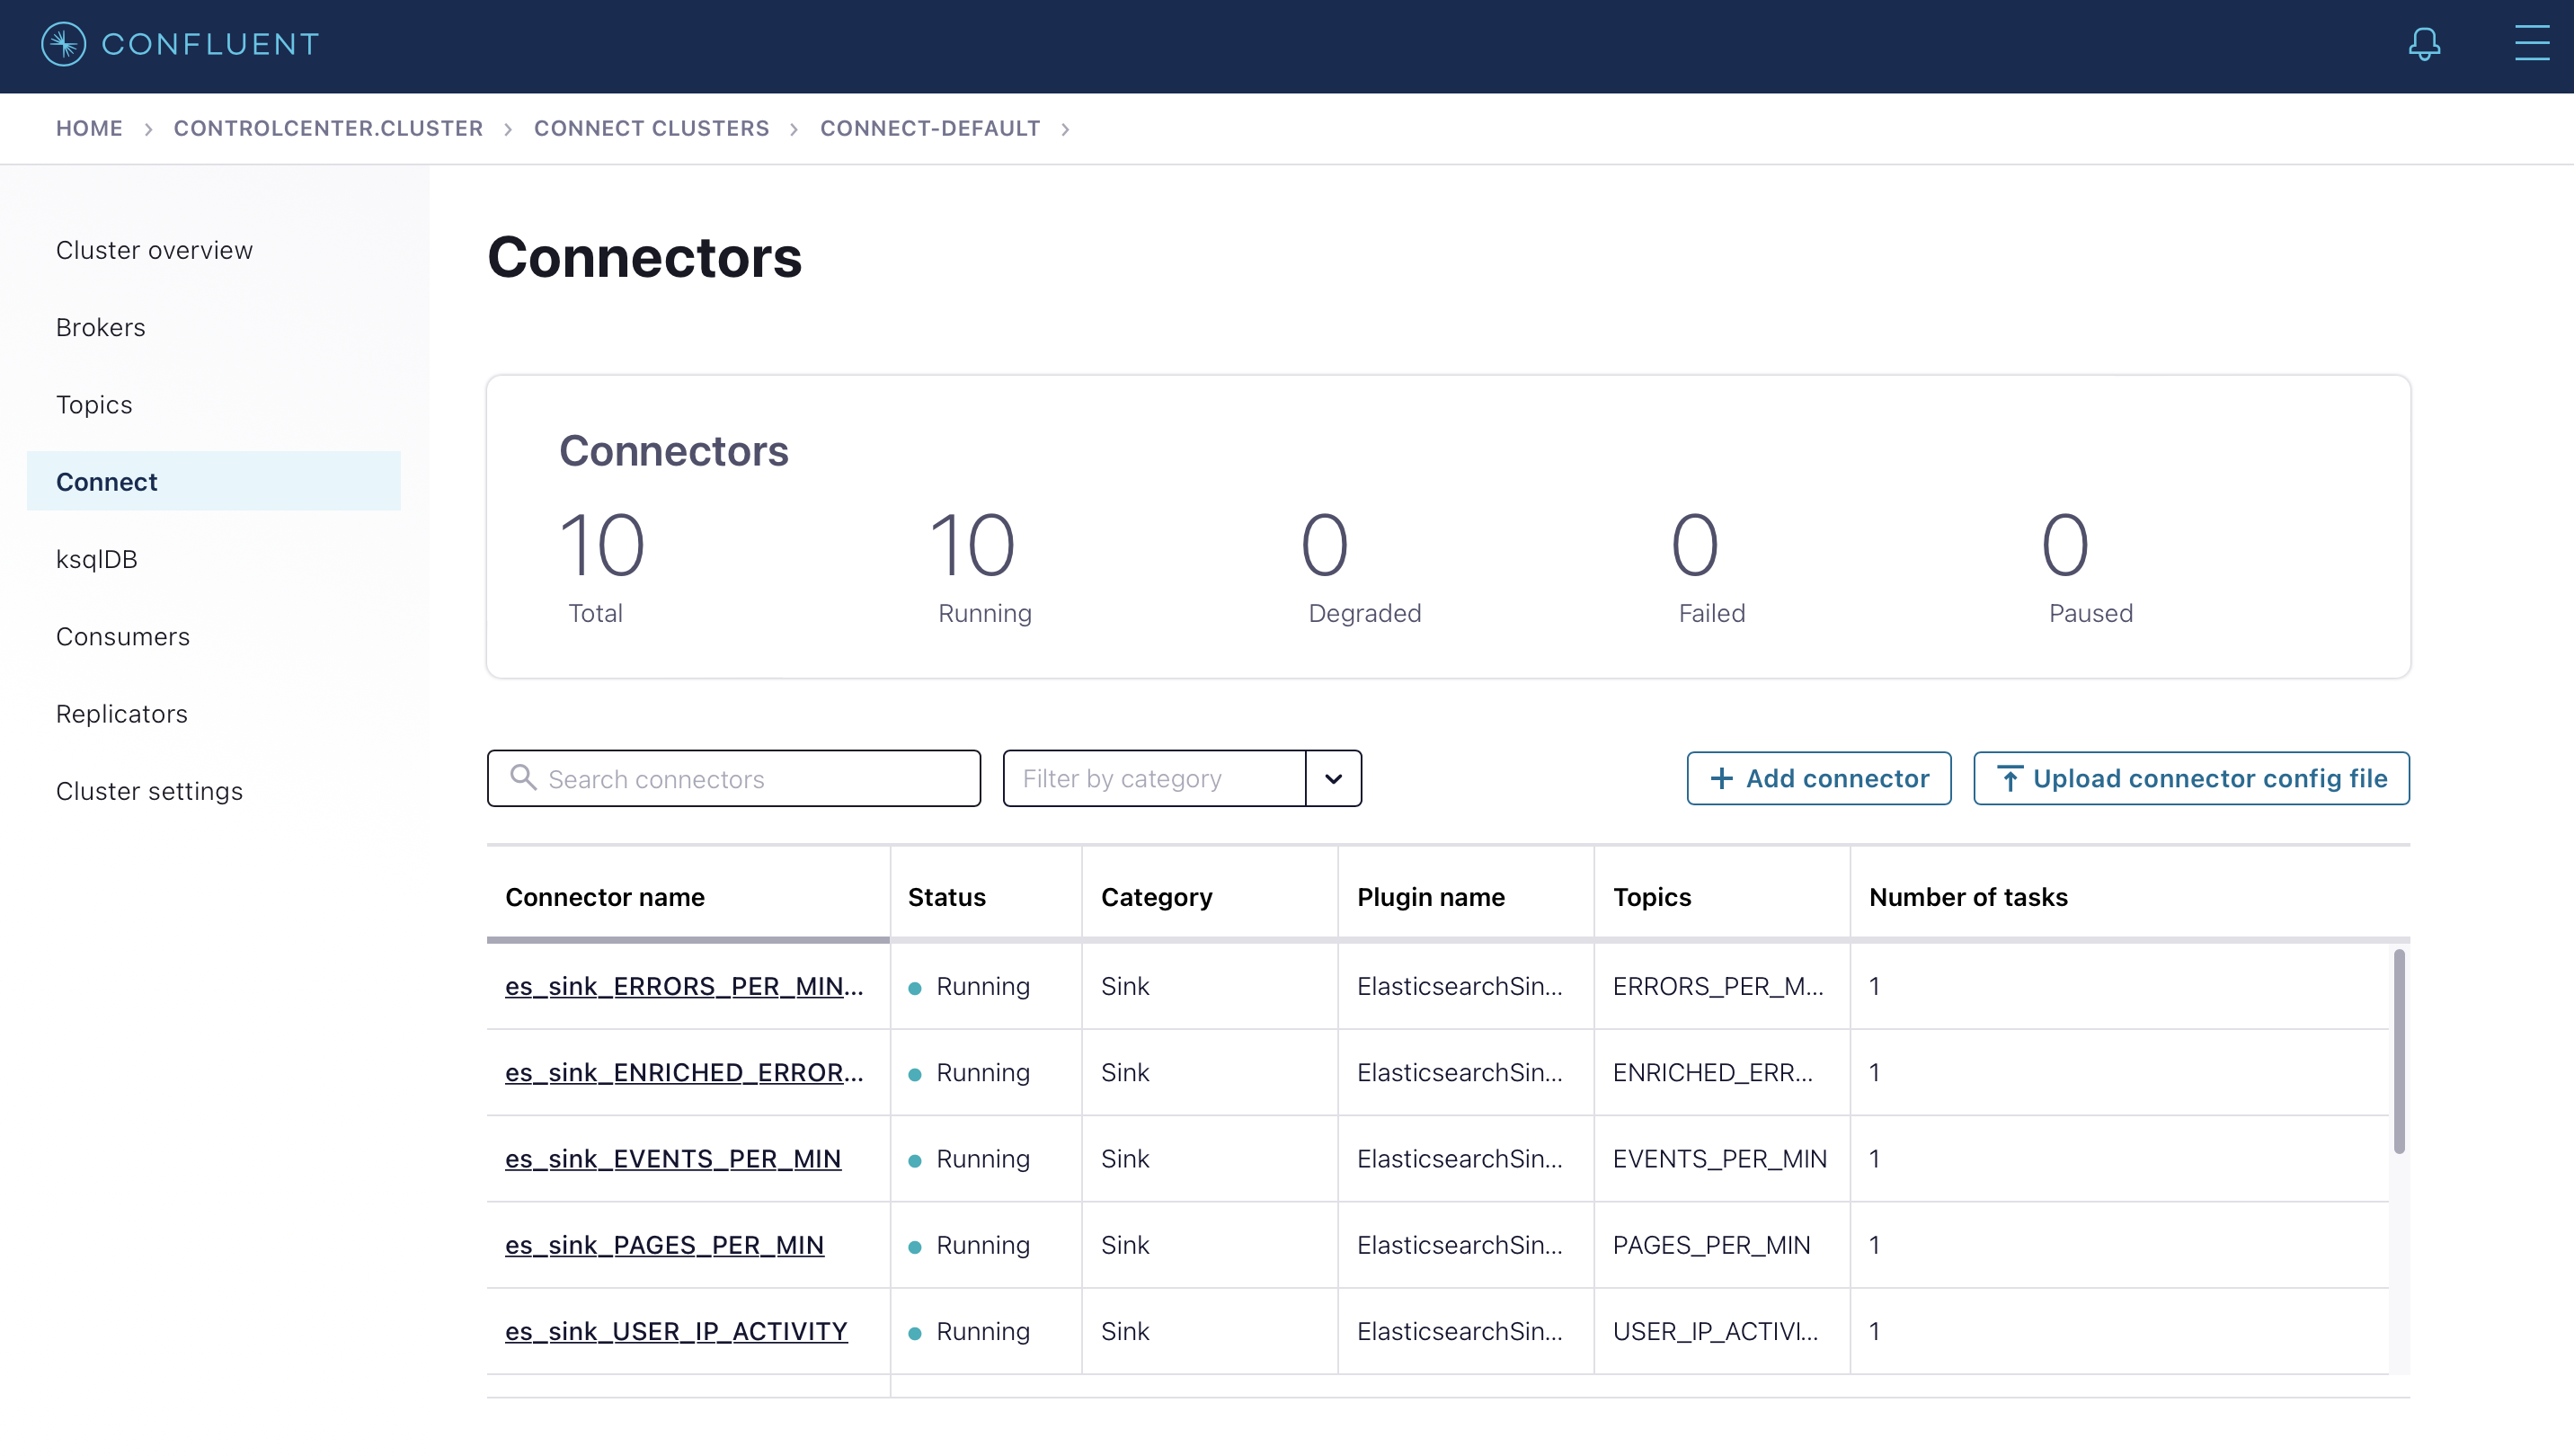 CONFLUENT
HOME > CONTROLCENTER.CLUSTER > CONNECT CLUSTERS > CONNECT-DEFAULT >
Cluster overview
Brokers
Topics
Connect
ksqlDB
Consumers
Replicators
Cluster settings
Connectors
Connectors
10 10 0 0 0
Total Running Degraded Failed Paused
Search connectors Filter by category + Add connector Upload connector config file
Connector name Status Category Plugin name Topics Number of tasks
es_sink_ERRORS_PER_MIN... Running Sink ElasticsearchSin... ERRORS_PER_M... 1
es_sink_ENRICHED_ERROR... Running Sink ElasticsearchSin... ENRICHED_ERR... 1
es_sink_EVENTS_PER_MIN Running Sink ElasticsearchSin... EVENTS_PER_MIN 1
es_sink_PAGES_PER_MIN Running Sink ElasticsearchSin... PAGES_PER_MIN 1
es_sink_USER_IP_ACTIVITY Running Sink ElasticsearchSin... USER_IP_ACTIVI... 1